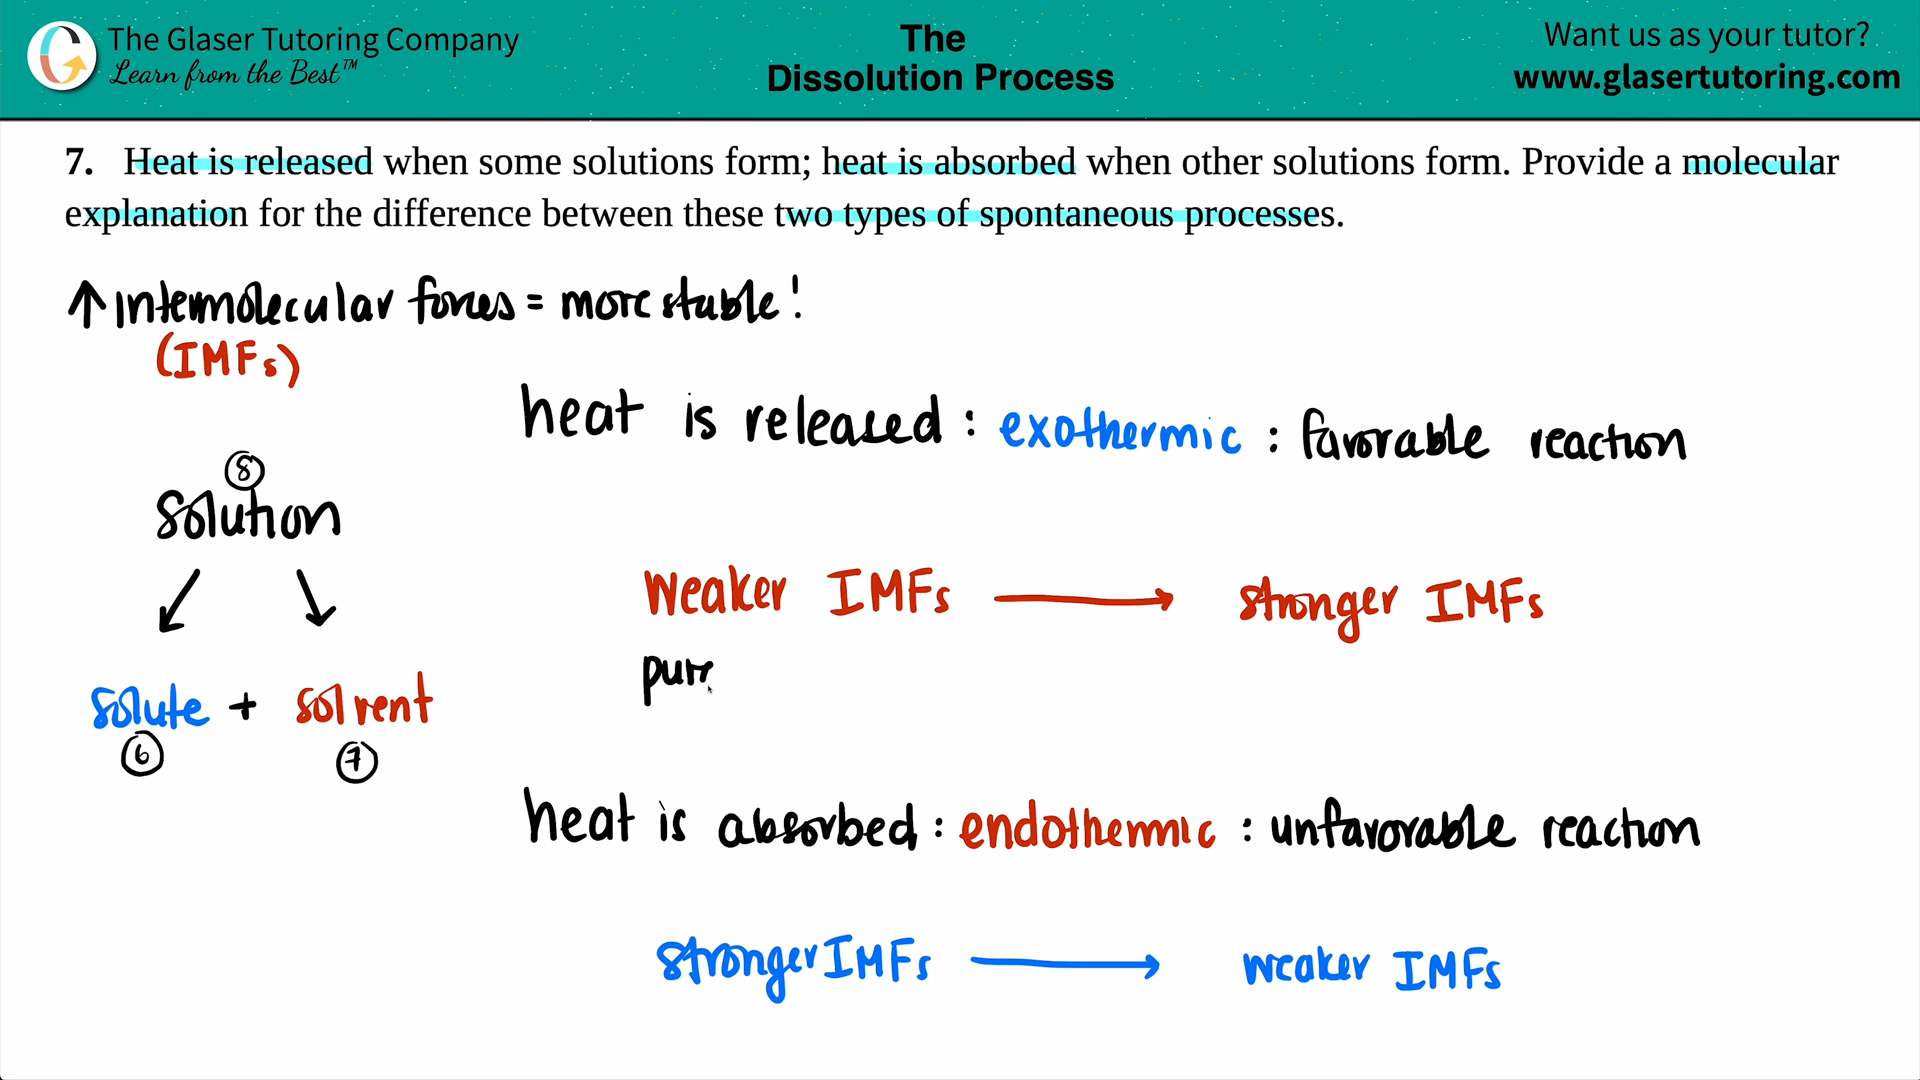 The Glaser Tutoring Company
Learn from the Best™
The
Dissolution Process
Want us as your tutor?
www.glasertutoring.com
7. Heat is released when some solutions form; heat is absorbed when other solutions form. Provide a molecular
explanation for the difference between these two types of spontaneous processes.
↑ Intermolecular forces = more stable!
(IMFs)
heat is released : exothermic : favorable reaction
8
solution
weaker IMFs → stronger IMFs
pure
solute + solvent
6 7
heat is absorbed : endothermic : unfavorable reaction
stronger IMFs → weaker IMFs